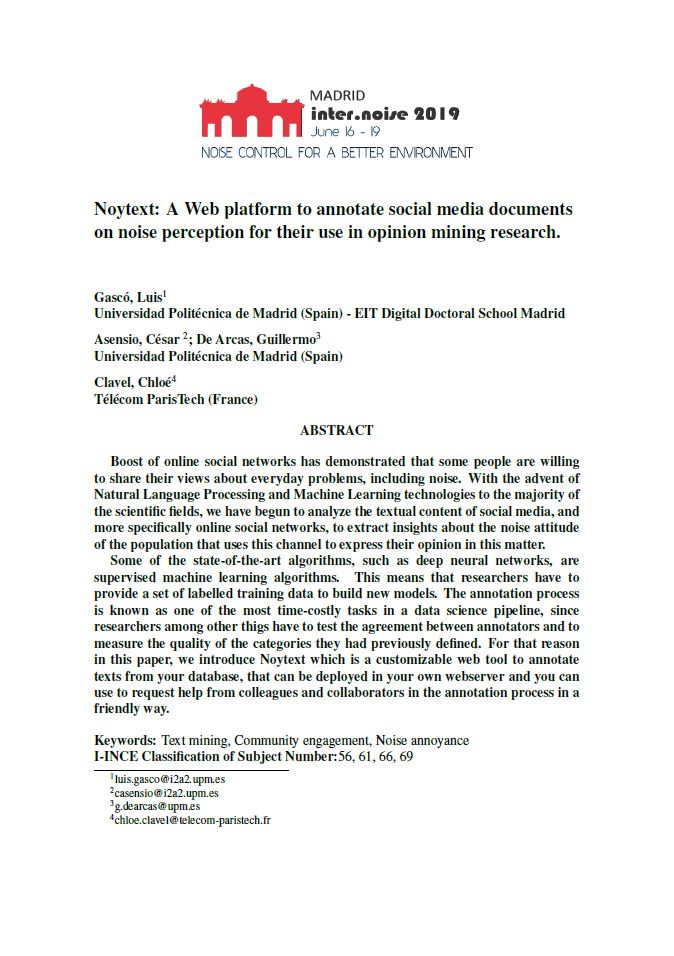 MADRID
inter.noise 2019
June 16 - 19
NOISE CONTROL FOR A BETTER ENVIRONMENT
Noytext: A Web platform to annotate social media documents
on noise perception for their use in opinion mining research.
Gascó, Luis1
Universidad Politécnica de Madrid (Spain) - EIT Digital Doctoral School Madrid
Asensio, César 2; De Arcas, Guillermo3
Universidad Politécnica de Madrid (Spain)
Clavel, Chloé4
Télécom ParisTech (France)
ABSTRACT
Boost of online social networks has demonstrated that some people are willing
to share their views about everyday problems, including noise. With the advent of
Natural Language Processing and Machine Learning technologies to the majority of
the scientific fields, we have begun to analyze the textual content of social media, and
more specifically online social networks, to extract insights about the noise attitude
of the population that uses this channel to express their opinion in this matter.
Some of the state-of-the-art algorithms, such as deep neural networks, are
supervised machine learning algorithms. This means that researchers have to
provide a set of labelled training data to build new models. The annotation process
is known as one of the most time-costly tasks in a data science pipeline, since
researchers among other thigs have to test the agreement between annotators and to
measure the quality of the categories they had previously defined. For that reason
in this paper, we introduce Noytext which is a customizable web tool to annotate
texts from your database, that can be deployed in your own webserver and you can
use to request help from colleagues and collaborators in the annotation process in a
friendly way.
Keywords: Text mining, Community engagement, Noise annoyance
I-INCE Classification of Subject Number:56, 61, 66, 69
1luis.gasco@i2a2.upm.es
2casensio@i2a2.upm.es
3g.dearcas@upm.es
4chloe.clavel@telecom-paristech.fr